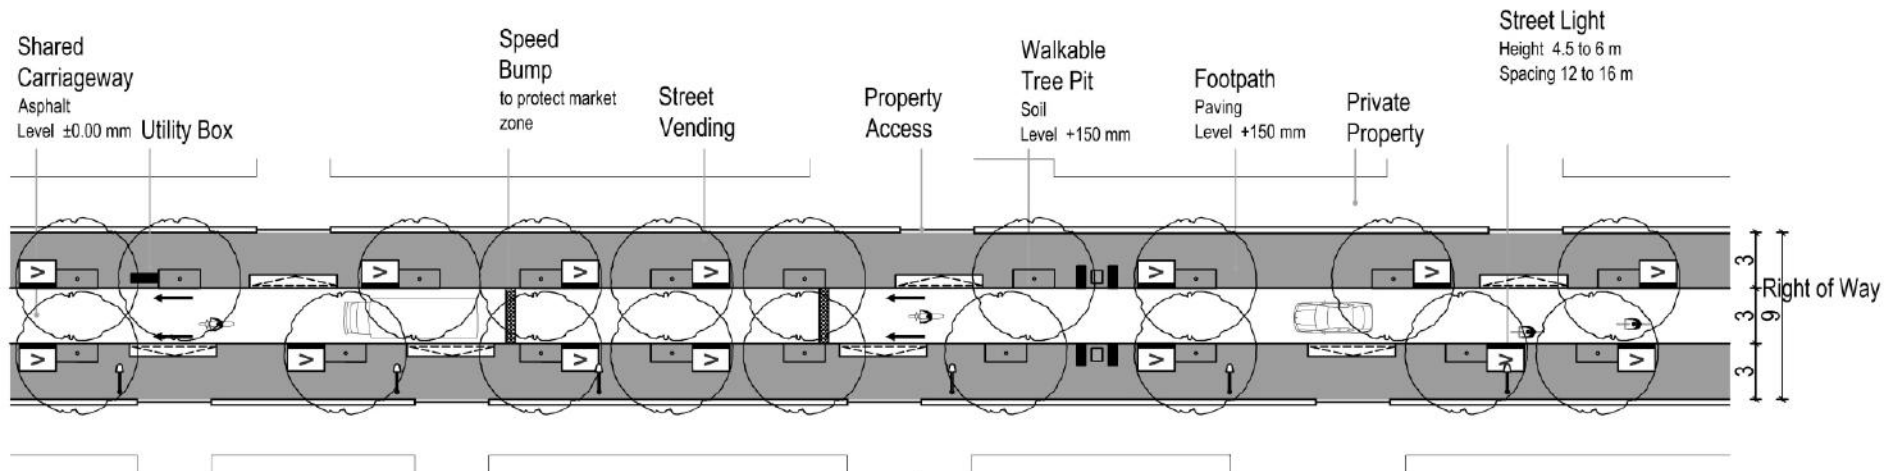 Shared
Carriageway
Asphalt
Level ±0.00 mm
Utility Box
Speed
Bump
to protect market
zone
Street
Vending
Property
Access
Walkable
Tree Pit
Soil
Level +150 mm
Footpath
Paving
Level +150 mm
Private
Property
Street Light
Height 4.5 to 6 m
Spacing 12 to 16 m
V
V
V
V
V
V
V
V
3
3
3
9
Right of Way
V
V
V
V
V
V
V